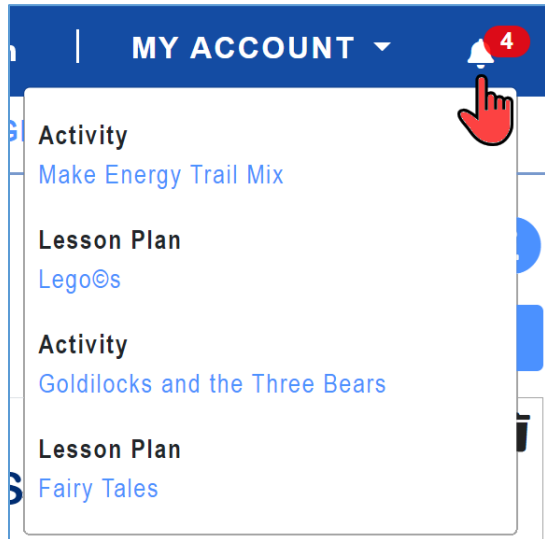 MY ACCOUNT
4
Activity
Make Energy Trail Mix
Lesson Plan
Lego©s
Activity
Goldilocks and the Three Bears
Lesson Plan
Fairy Tales